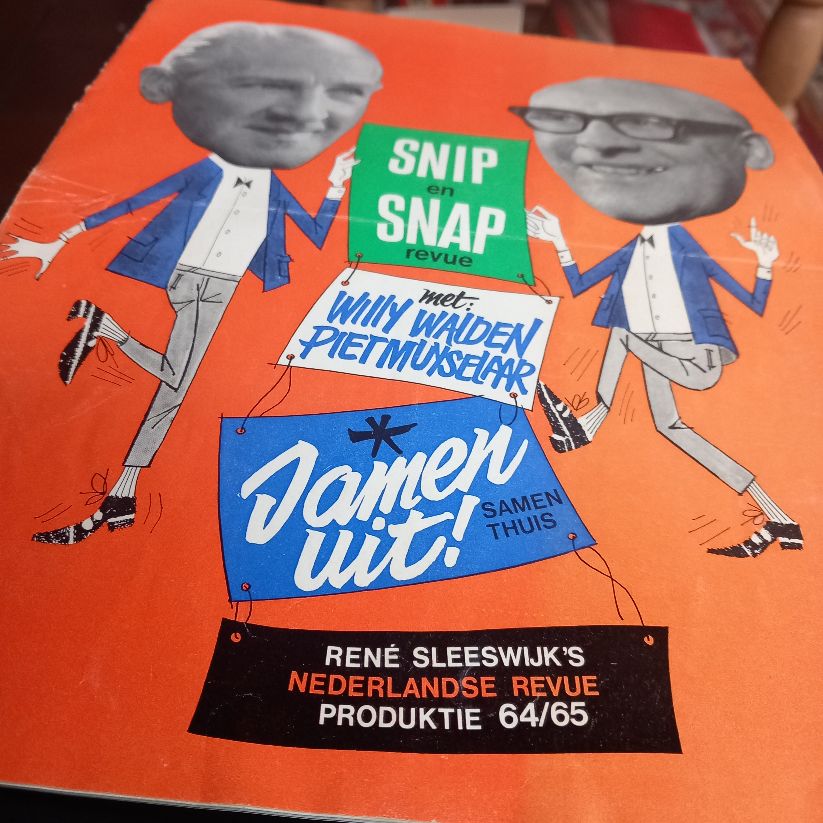 SNIP
en
SNAP
revue
met:
WILLY WALDEN
PIET MUYSELAAR
Samen
uit!
SAMEN
THUIS
RENÉ SLEESWIJK'S
NEDERLANDSE REVUE
PRODUKTIE 64/65